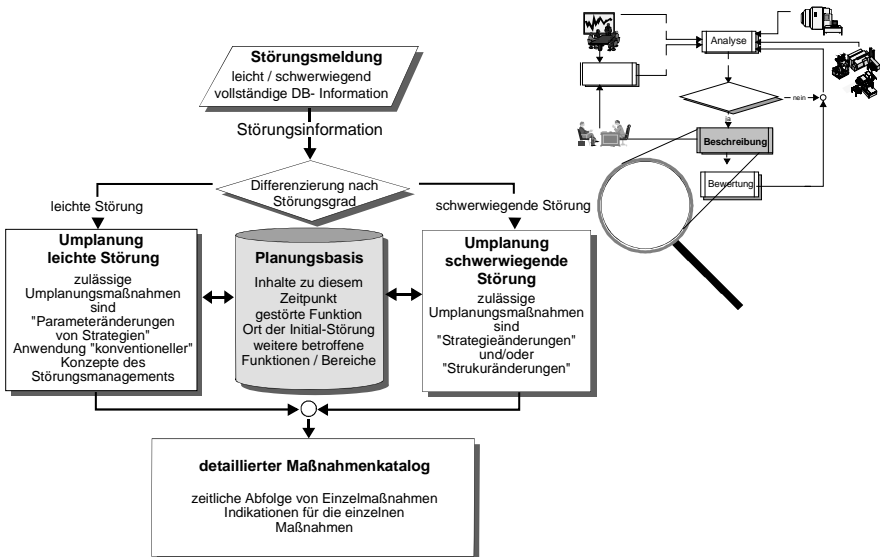 Störungsmeldung
leicht / schwerwiegend
vollständige DB- Information
Störungsinformation
Differenzierung nach
Störungsgrad
leichte Störung
schwerwiegende Störung
Umplanung
leichte Störung
zulässige
Umplanungsmaßnahmen
sind
"Parameteränderungen
von Strategien"
Anwendung "konventioneller"
Konzepte des
Störungsmanagements
Planungsbasis
Inhalte zu diesem
Zeitpunkt
gestörte Funktion
Ort der Initial-Störung
weitere betroffene
Funktionen / Bereiche
Umplanung
schwerwiegende
Störung
zulässige
Umplanungsmaßnahmen
sind
"Strategieänderungen"
und/oder
"Strukuränderungen"
detaillierter Maßnahmenkatalog
zeitliche Abfolge von Einzelmaßnahmen
Indikationen für die einzelnen
Maßnahmen
Analyse
nein
ja
Beschreibung
Bewertung